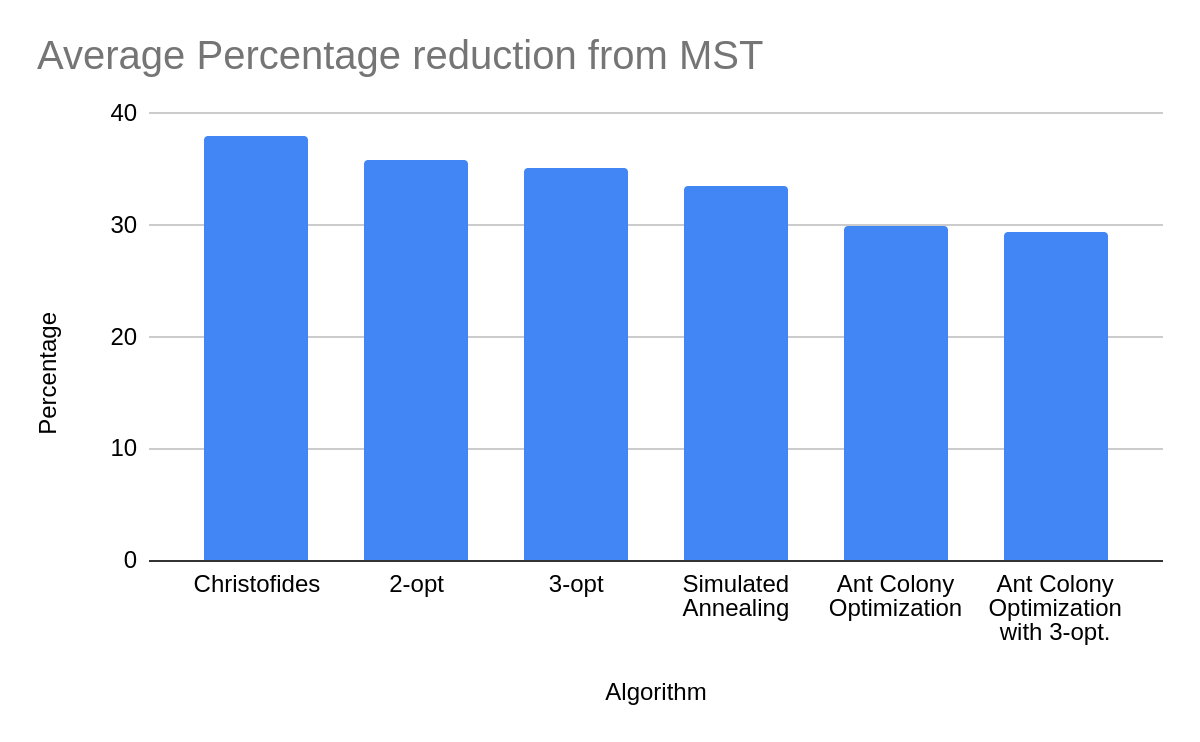 Average Percentage reduction from MST
40
30
20
10
0
Percentage
Christofides
2-opt
3-opt
Simulated
Annealing
Ant Colony
Optimization
Ant Colony
Optimization
with 3-opt.
Algorithm